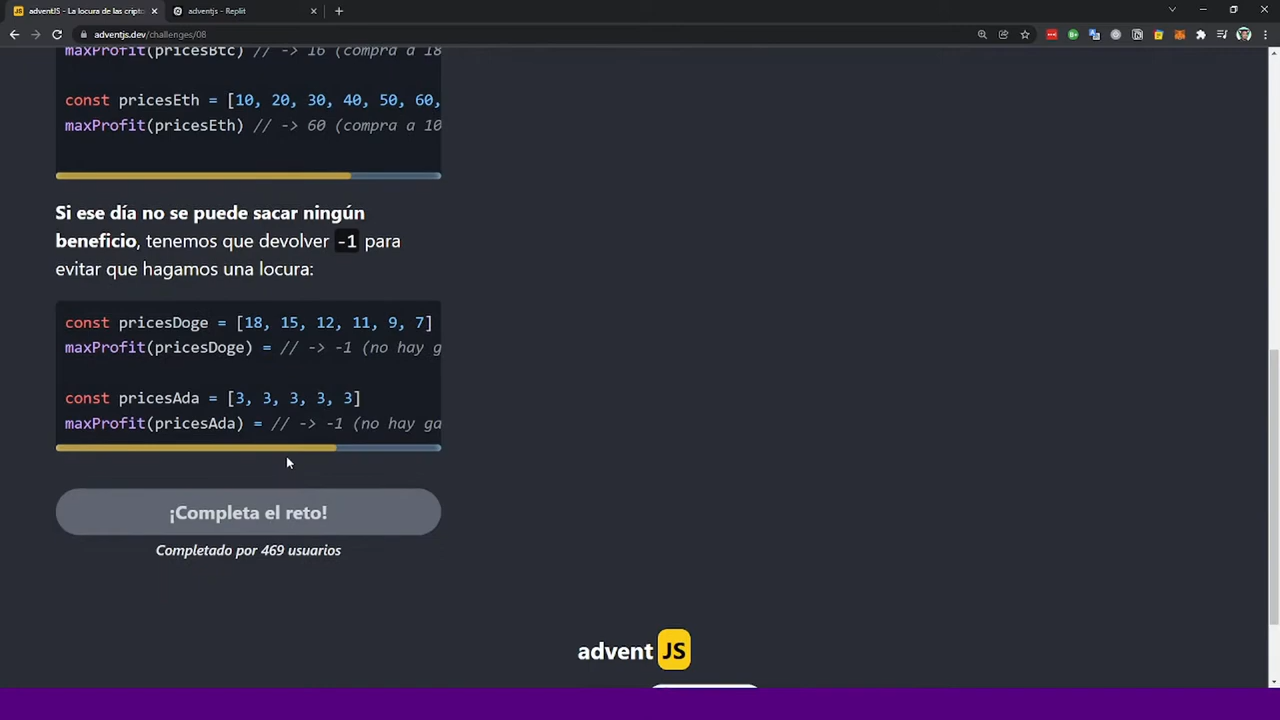 adventJS - La locura de las cripto
adventjs - Replit
adventjs.dev/challenges/08
maxProfit(pricesBtc) // -> 16 (compra a 18
const pricesEth = [10, 20, 30, 40, 50, 60,
maxProfit(pricesEth) // -> 60 (compra a 10
Si ese día no se puede sacar ningún
beneficio, tenemos que devolver -1 para
evitar que hagamos una locura:
const pricesDoge = [18, 15, 12, 11, 9, 7]
maxProfit(pricesDoge) = // -> -1 (no hay g
const pricesAda = [3, 3, 3, 3, 3]
maxProfit(pricesAda) = // -> -1 (no hay ga
¡Completa el reto!
Completado por 469 usuarios
advent JS